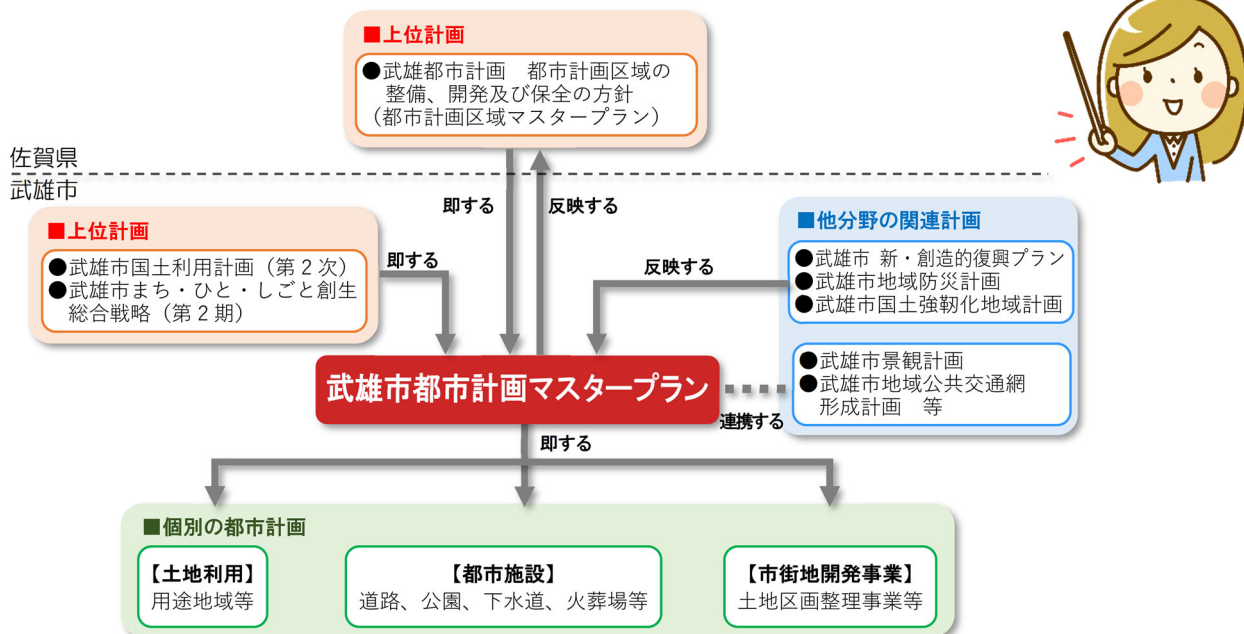 ■上位計画
●武雄都市計画　都市計画区域の
整備、開発及び保全の方針
（都市計画区域マスタープラン）
佐賀県
武雄市
即する
反映する
■上位計画
●武雄市国土利用計画（第２次）
●武雄市まち・ひと・しごと創生
総合戦略（第２期）
即する
反映する
■他分野の関連計画
●武雄市 新・創造的復興プラン
●武雄市地域防災計画
●武雄市国土強靭化地域計画
●武雄市景観計画
●武雄市地域公共交通網
形成計画　等
武雄市都市計画マスタープラン
連携する
即する
■個別の都市計画
【土地利用】
用途地域等
【都市施設】
道路、公園、下水道、火葬場等
【市街地開発事業】
土地区画整理事業等